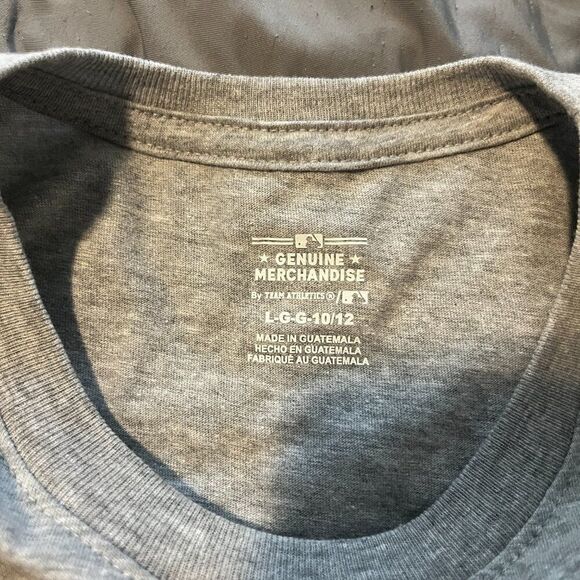 ★ GENUINE ★
MERCHANDISE
By TEAM ATHLETICS®/
L-G-G-10/12
MADE IN GUATEMALA
HECHO EN GUATEMALA
FABRIQUÉ AU GUATEMALA